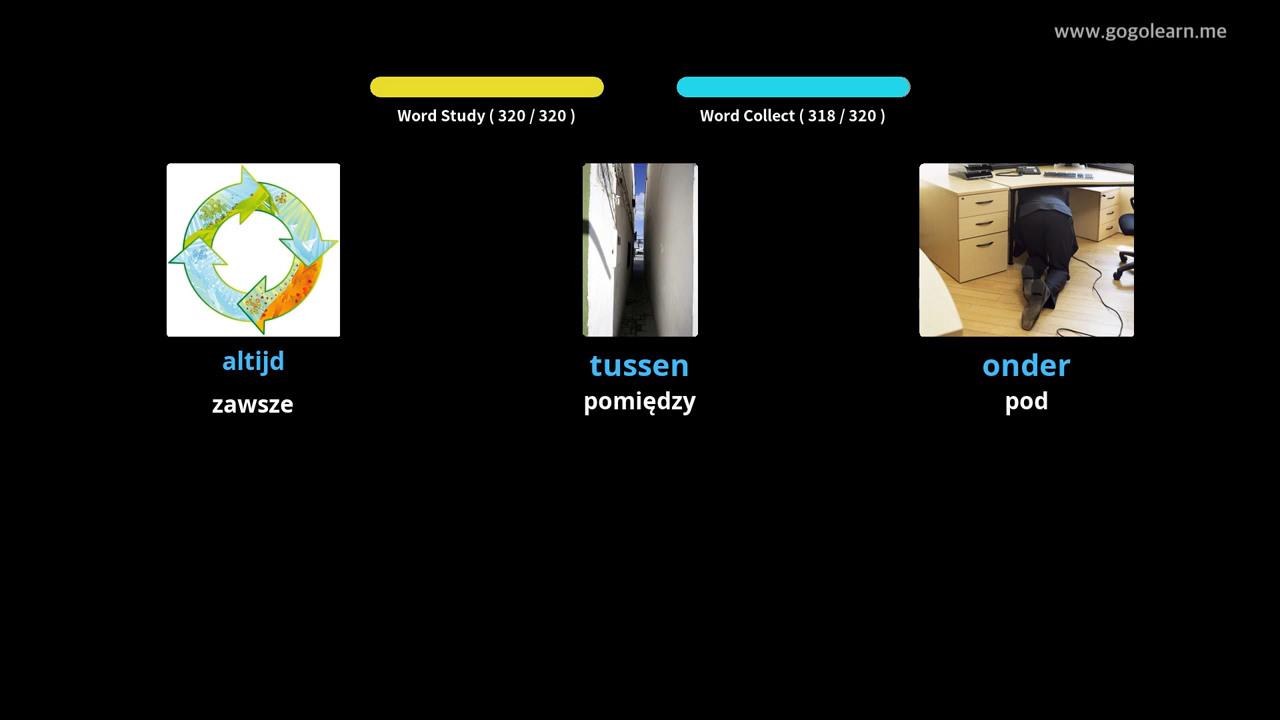 www.gogolearn.me
Word Study ( 320 / 320 )
Word Collect ( 318 / 320 )
altijd
zawsze
tussen
pomiędzy
onder
pod